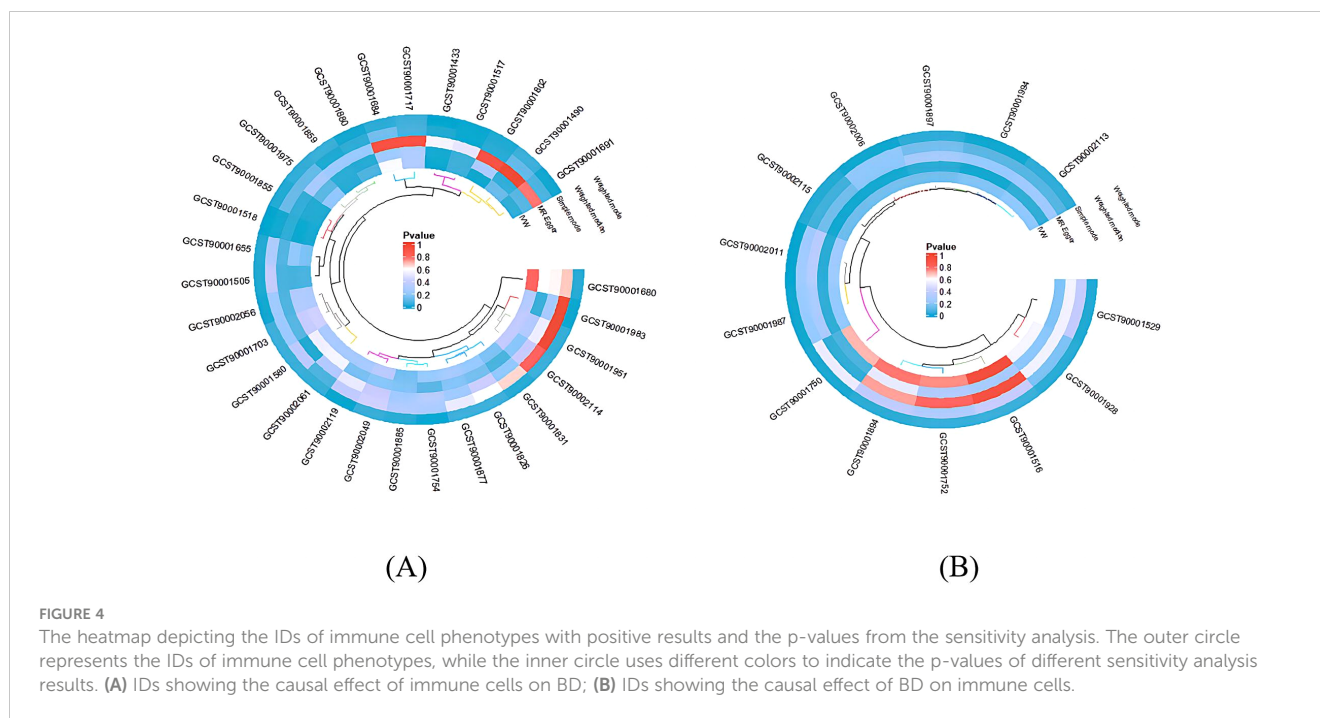 GCST90001717
GCST90001433
GCST90001517
GCST90001802
GCST90001490
GCST90001691
GCST90001684
GCST90001880
GCST90001859
GCST90001975
GCST90001855
GCST90001518
GCST90001655
GCST90001505
GCST90002056
GCST90001703
GCST90001580
GCST90002061
GCST90002119
GCST90002049
GCST90001885
GCST90001754
GCST90001877
GCST90001826
GCST90001831
GCST90002114
GCST90001951
GCST90001983
GCST90001680
IVW
MR Egger
Simple mode
Weighted median
Weighted mode
Pvalue
1
0.8
0.6
0.4
0.2
0
(A)
GCST90001897
GCST90001994
GCST90002113
GCST90002006
GCST90002115
GCST90002011
GCST90001987
GCST90001750
GCST90001894
GCST90001752
GCST90001516
GCST90001928
GCST90001529
IVW
MR Egger
Simple mode
Weighted median
Weighted mode
Pvalue
1
0.8
0.6
0.4
0.2
0
(B)
FIGURE 4
The heatmap depicting the IDs of immune cell phenotypes with positive results and the p-values from the sensitivity analysis. The outer circle
represents the IDs of immune cell phenotypes, while the inner circle uses different colors to indicate the p-values of different sensitivity analysis
results. (A) IDs showing the causal effect of immune cells on BD; (B) IDs showing the causal effect of BD on immune cells.